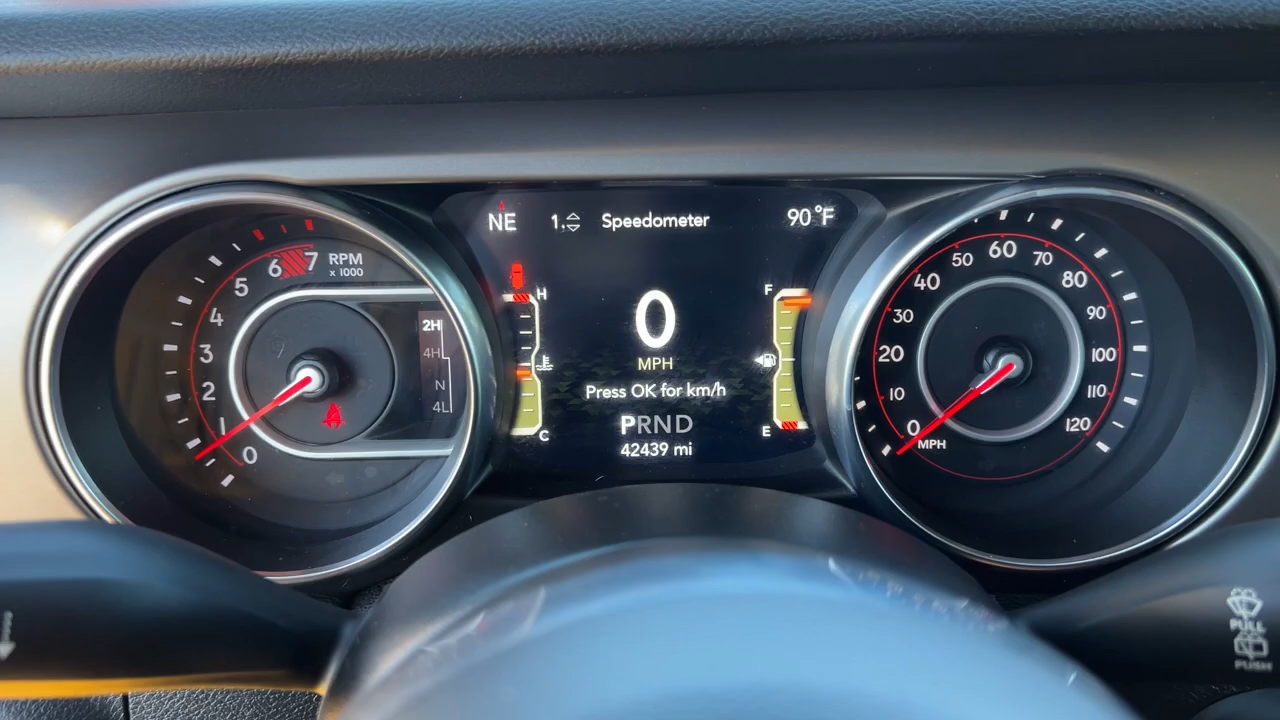 NE 1, Speedometer 90°F
7 6 5 4 3 2 1 0
RPM
x 1000
2H
4H
N
4L
H
C
0
MPH
Press OK for km/h
PRND
42439 mi
F
E
0 10 20 30 40 50 60 70 80 90 100 110 120
MPH
PULL
PUSH